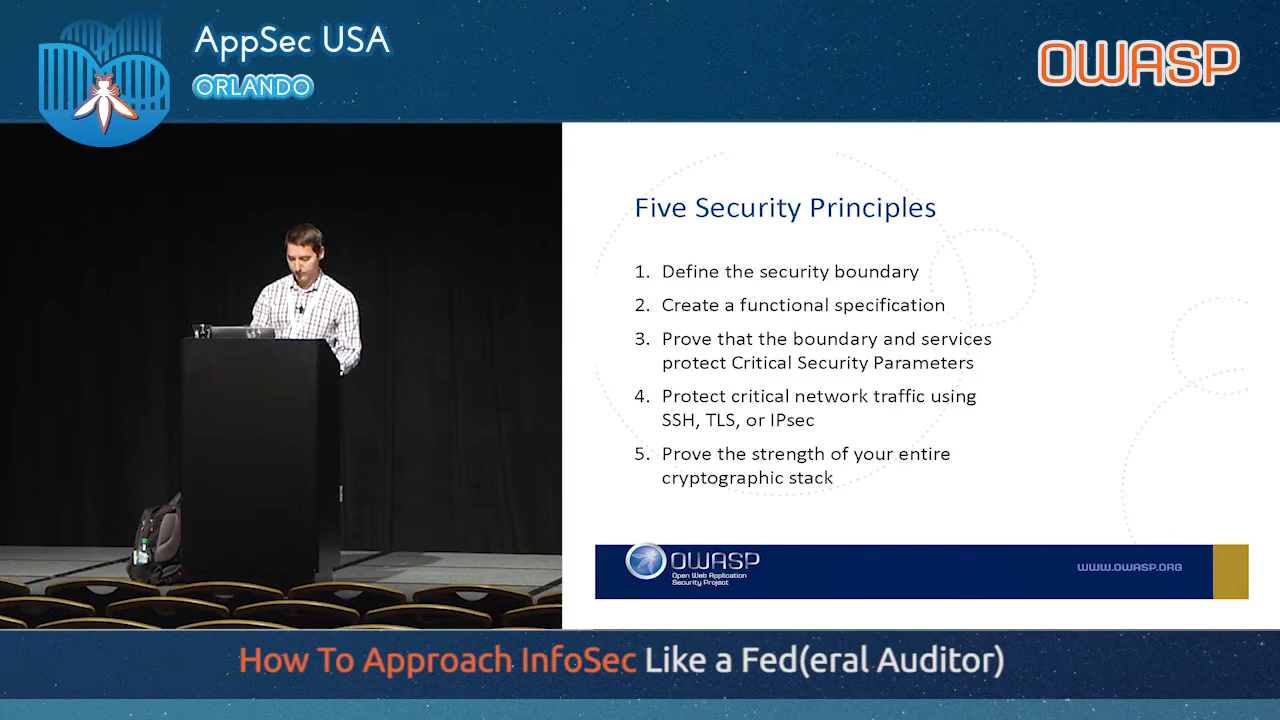 AppSec USA
ORLANDO
OWASP
Five Security Principles
1. Define the security boundary
2. Create a functional specification
3. Prove that the boundary and services
protect Critical Security Parameters
4. Protect critical network traffic using
SSH, TLS, or IPsec
5. Prove the strength of your entire
cryptographic stack
OWASP
Open Web Application
Security Project
WWW.OWASP.ORG
How To Approach InfoSec Like a Fed(eral Auditor)